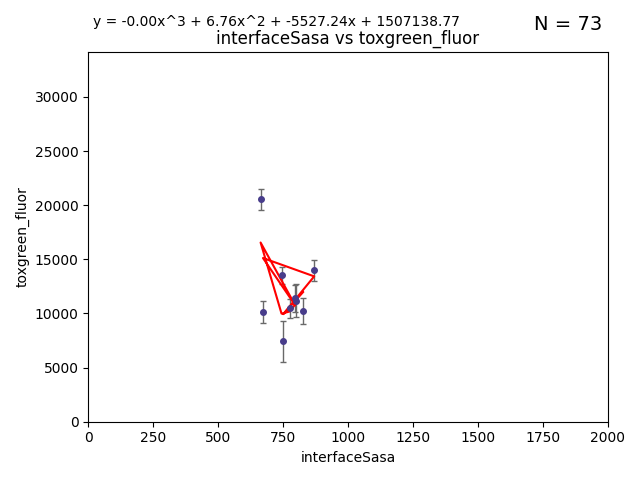 y = -0.00x^3 + 6.76x^2 + -5527.24x + 1507138.77
N = 73
interfaceSasa vs toxgreen_fluor
30000
25000
20000
15000
10000
5000
0
toxgreen_fluor
0 250 500 750 1000 1250 1500 1750 2000
interfaceSasa